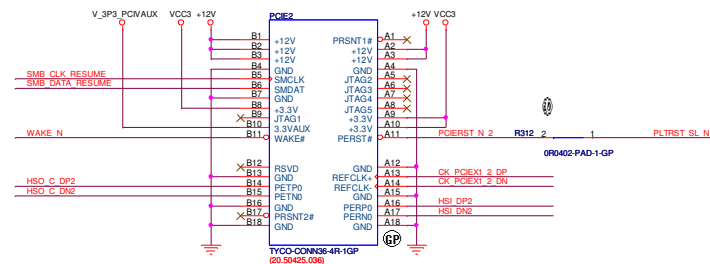 V_3P3_PCIVAUX VCC3 +12V PCIE2 +12V VCC3
B1 +12V PRSNT1# A1
B2 +12V +12V A2
B3 +12V +12V A3
B4 GND GND A4
SMB_CLK_RESUME B5 SMCLK JTAG2 A5
SMB_DATA_RESUME B6 SMDAT JTAG3 A6
B7 GND JTAG4 A7
B8 +3.3V JTAG5 A8
B9 JTAG1 +3.3V A9
B10 3.3VAUX +3.3V A10
WAKE_N B11 WAKE# PERST# A11 PCIERST_N_2 R312 2 1 PLTRST_SL_N
0R0402-PAD-1-GP
B12 RSVD GND A12
B13 GND REFCLK+ A13 CK_PCIEX1_2_DP
HSO_C_DP2 B14 PETP0 REFCLK- A14 CK_PCIEX1_2_DN
HSO_C_DN2 B15 PETN0 GND A15
B16 GND PERP0 A16 HSI_DP2
B17 PRSNT2# PERN0 A17 HSI_DN2
B18 GND GND A18
GP
TYCO-CONN36-4R-1GP
(20.50425.036)